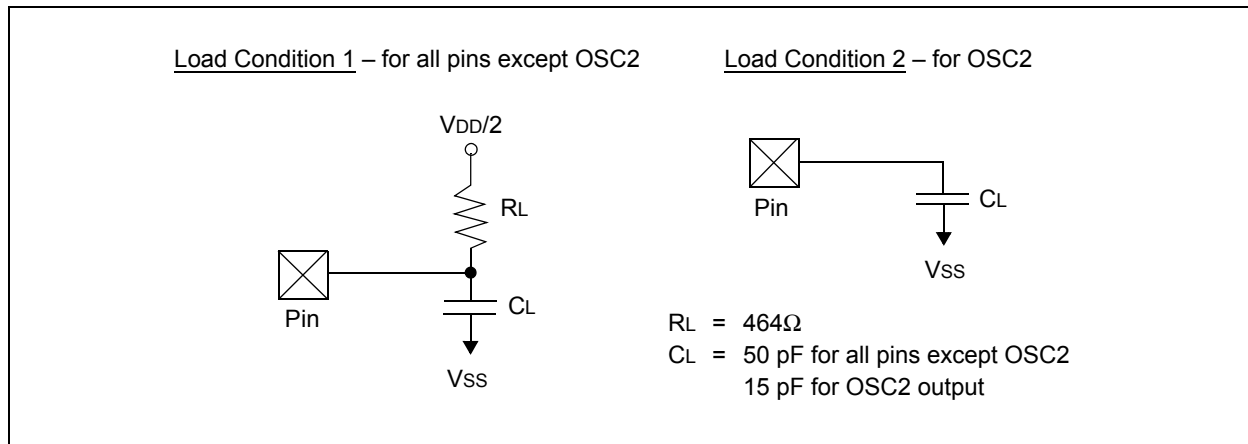 Load Condition 1 – for all pins except OSC2
VDD/2
RL
Pin
CL
VSS
Load Condition 2 – for OSC2
Pin
CL
VSS
RL = 464Ω
CL = 50 pF for all pins except OSC2
15 pF for OSC2 output